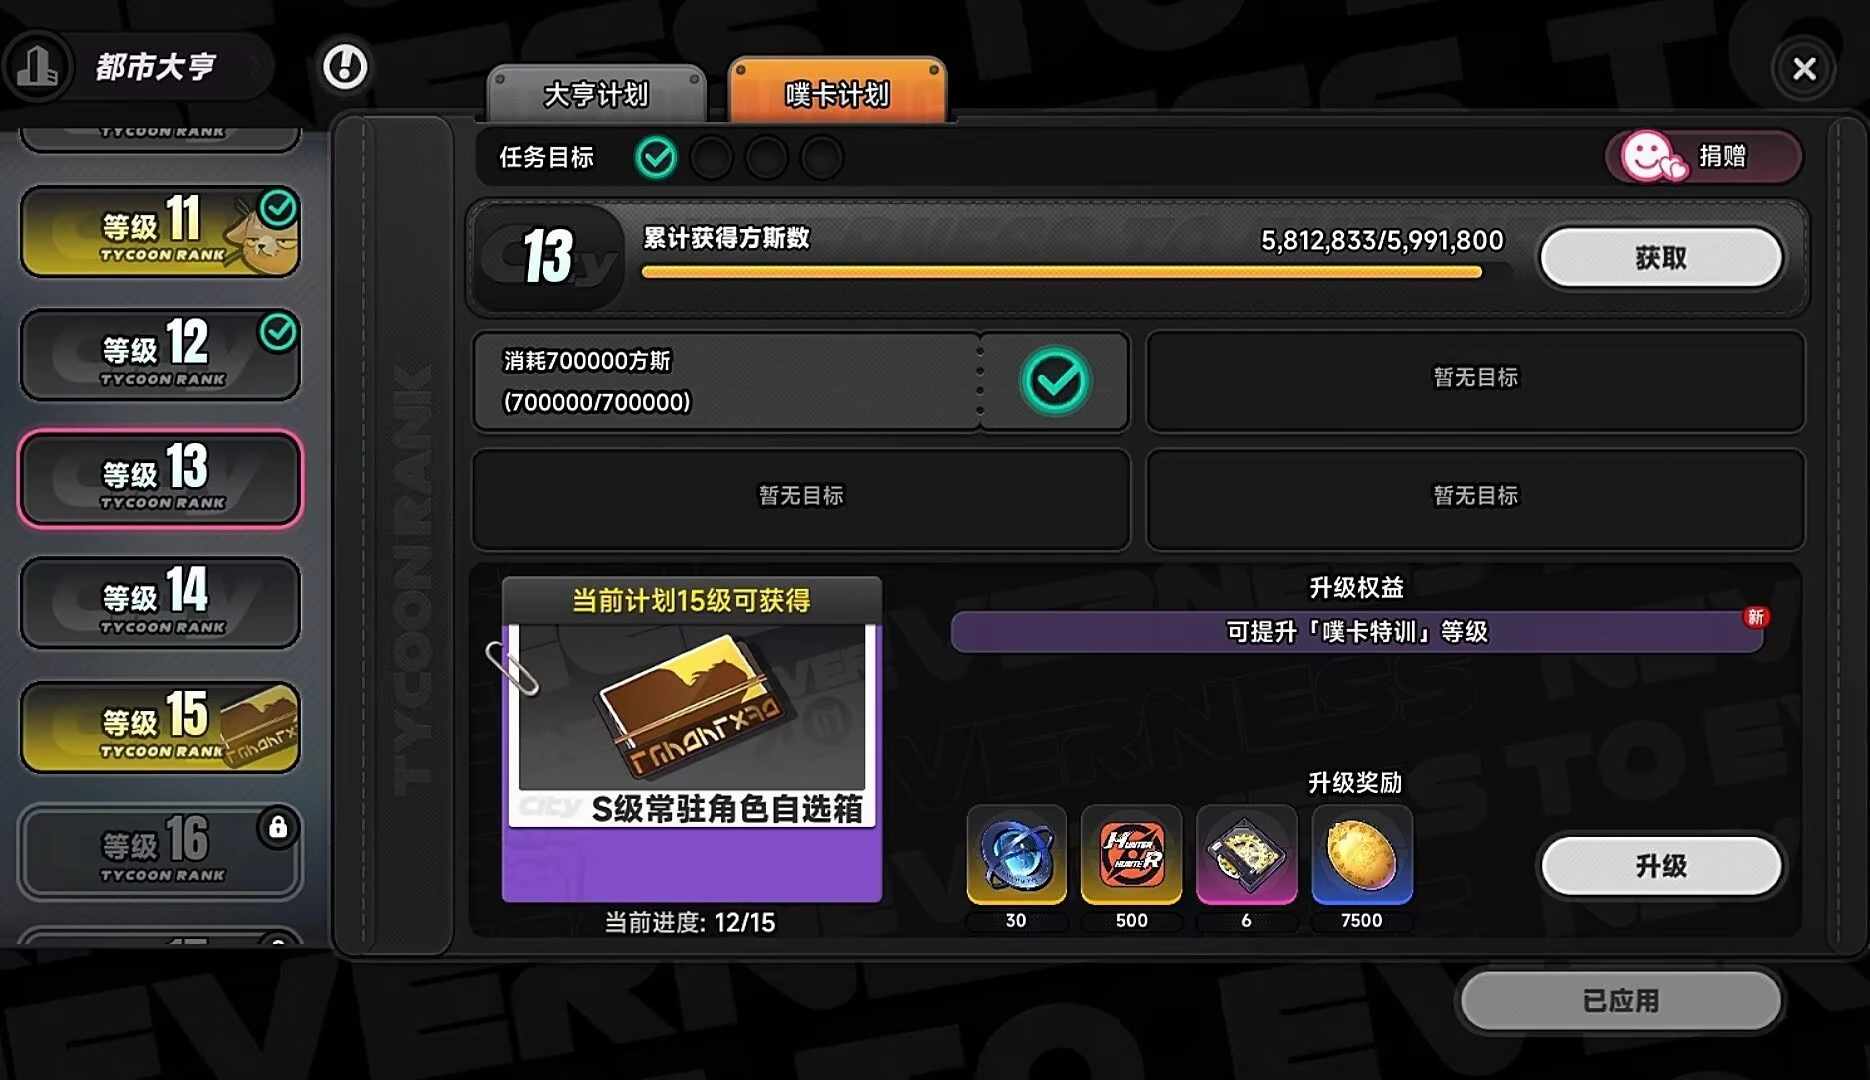 都市大亨
大亨计划
噗卡计划
任务目标
捐赠
TYCOON RANK
等级 11
TYCOON RANK
等级 12
TYCOON RANK
等级 13
TYCOON RANK
等级 14
TYCOON RANK
等级 15
TYCOON RANK
等级 16
TYCOON RANK
TYCOON RANK
13
累计获得方斯数
5,812,833/5,991,800
获取
消耗700000方斯
(700000/700000)
暂无目标
暂无目标
暂无目标
当前计划15级可获得
City
S级常驻角色自选箱
当前进度: 12/15
升级权益
可提升「噗卡特训」等级
新
升级奖励
HUNTER
HUNTER
30
500
6
7500
升级
已应用